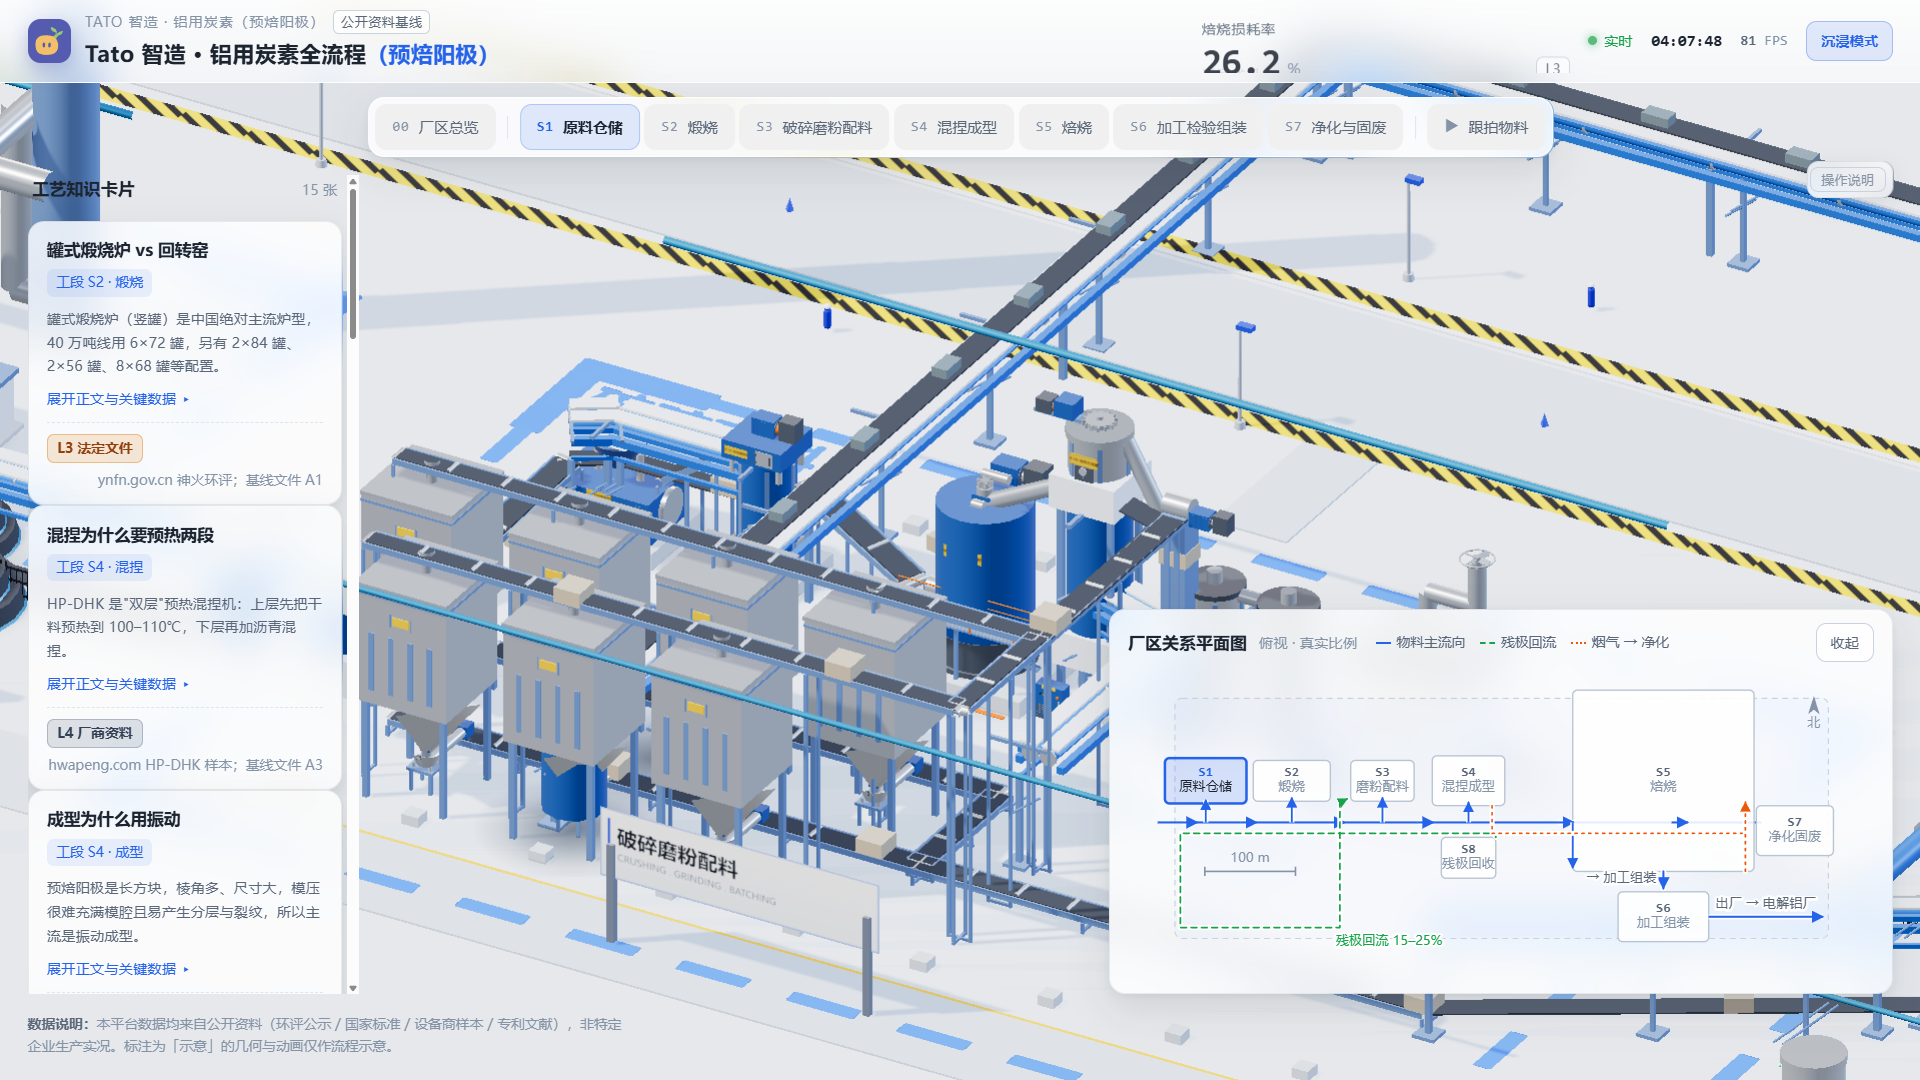 TATO 智造 · 铝用炭素（预焙阳极） 公开资料基线
Tato 智造 · 铝用炭素全流程（预焙阳极）
焙烧损耗率
26.2 %
L3
实时 04:07:48 81 FPS 沉浸模式
00 厂区总览 S1 原料仓储 S2 煅烧 S3 破碎磨粉配料 S4 混捏成型 S5 焙烧 S6 加工检验组装 S7 净化与固废 ▶ 跟拍物料
操作说明
工艺知识卡片 15 张
罐式煅烧炉 vs 回转窑
工段 S2 · 煅烧
罐式煅烧炉（竖罐）是中国绝对主流炉型，
40 万吨线用 6×72 罐，另有 2×84 罐、
2×56 罐、8×68 罐等配置。
展开正文与关键数据 ▸
L3 法定文件
ynfn.gov.cn 神火环评；基线文件 A1
混捏为什么要预热两段
工段 S4 · 混捏
HP-DHK 是"双层"预热混捏机：上层先把干
料预热到 100–110℃，下层再加沥青混
捏。
展开正文与关键数据 ▸
L4 厂商资料
hwapeng.com HP-DHK 样本；基线文件 A3
成型为什么用振动
工段 S4 · 成型
预焙阳极是长方块，棱角多、尺寸大，模压
很难充满模腔且易产生分层与裂纹，所以主
流是振动成型。
展开正文与关键数据 ▸
数据说明：本平台数据均来自公开资料（环评公示 / 国家标准 / 设备商样本 / 专利文献），非特定
企业生产实况。标注为「示意」的几何与动画仅作流程示意。
破碎磨粉配料
CRUSHING · GRINDING · BATCHING
厂区关系平面图 俯视 · 真实比例 物料主流向 残极回流 烟气 → 净化 收起
北
S1
原料仓储
S2
煅烧
S3
磨粉配料
S4
混捏成型
S5
焙烧
S7
净化固废
S8
残极回收
100 m
→ 加工组装
S6
加工组装
出厂 → 电解铝厂
残极回流 15–25%